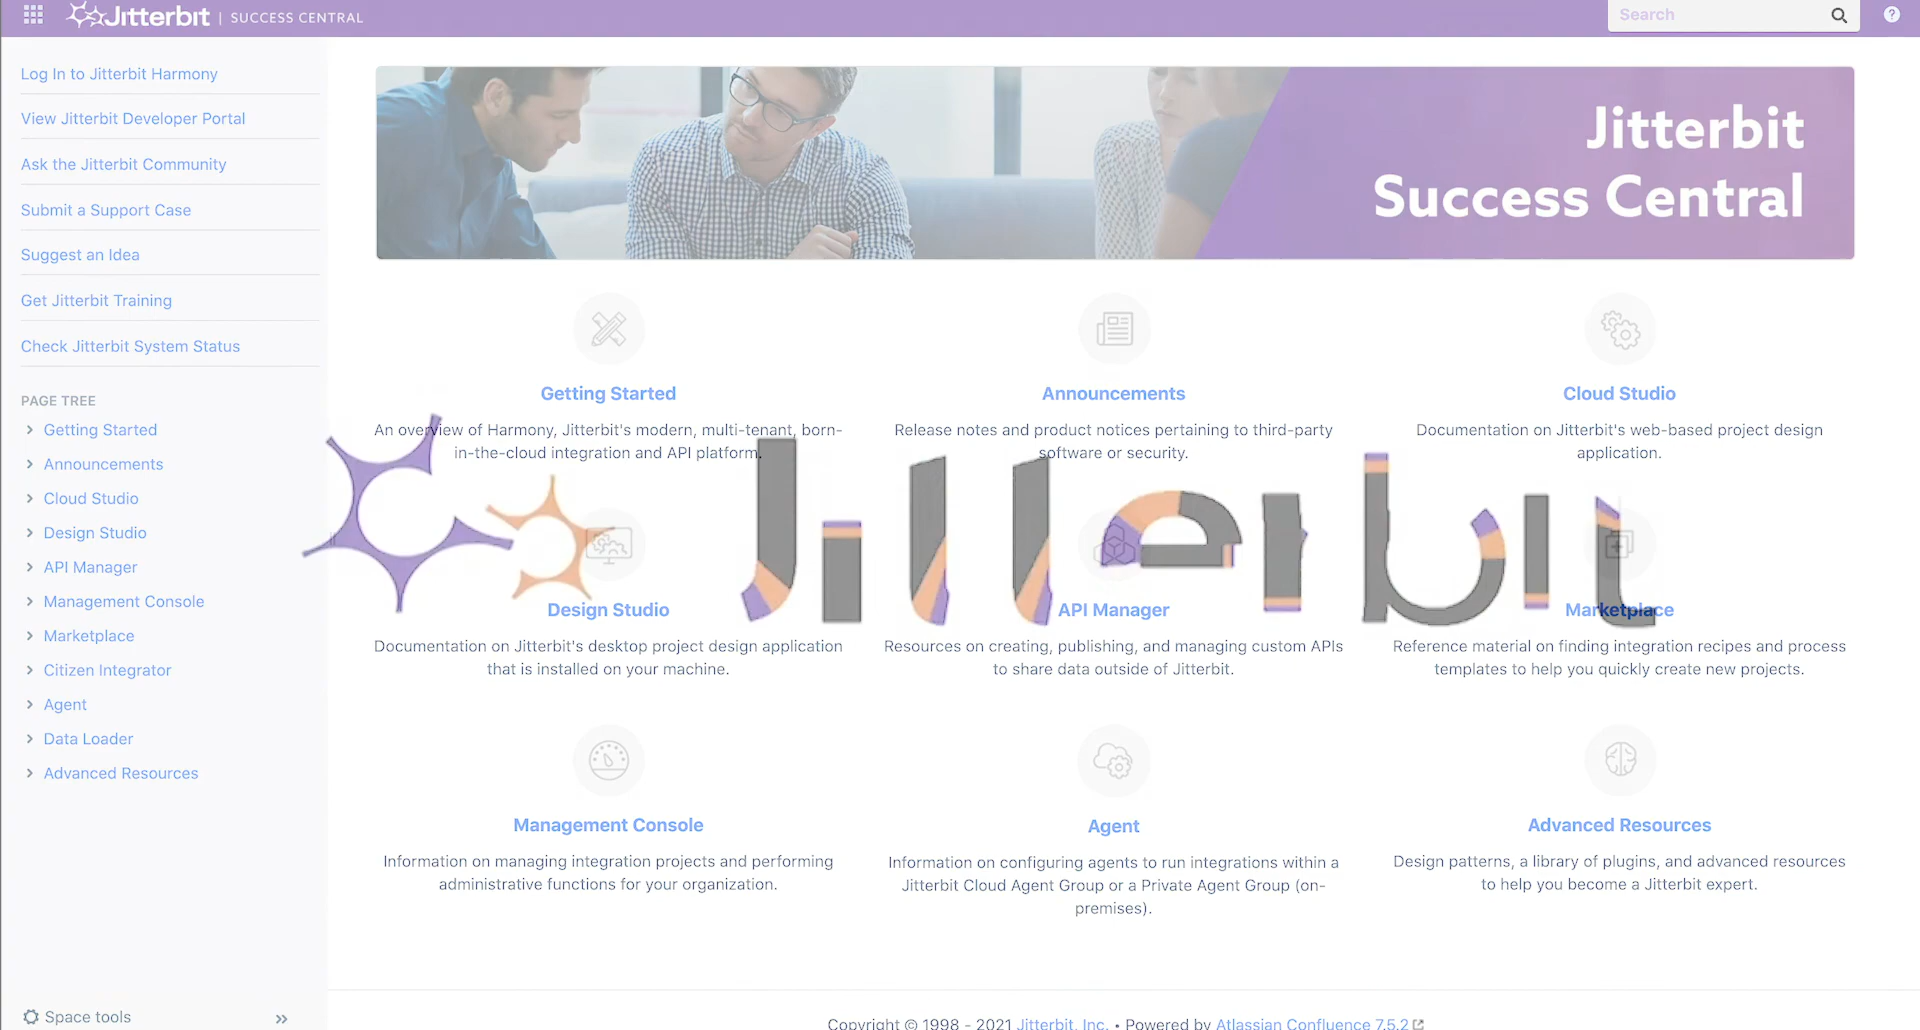 Jitterbit | SUCCESS CENTRAL
Search
?
Log In to Jitterbit Harmony
View Jitterbit Developer Portal
Ask the Jitterbit Community
Submit a Support Case
Suggest an Idea
Get Jitterbit Training
Check Jitterbit System Status
PAGE TREE
Getting Started
Announcements
Cloud Studio
Design Studio
API Manager
Management Console
Marketplace
Citizen Integrator
Agent
Data Loader
Advanced Resources
Space tools
Jitterbit
Success Central
Getting Started
An overview of Harmony, Jitterbit's modern, multi-tenant, born-
in-the-cloud integration and API platform.
Announcements
Release notes and product notices pertaining to third-party
software or security.
Cloud Studio
Documentation on Jitterbit's web-based project design
application.
Jitterbit
Design Studio
Documentation on Jitterbit's desktop project design application
that is installed on your machine.
API Manager
Resources on creating, publishing, and managing custom APIs
to share data outside of Jitterbit.
Marketplace
Reference material on finding integration recipes and process
templates to help you quickly create new projects.
Management Console
Information on managing integration projects and performing
administrative functions for your organization.
Agent
Information on configuring agents to run integrations within a
Jitterbit Cloud Agent Group or a Private Agent Group (on-
premises).
Advanced Resources
Design patterns, a library of plugins, and advanced resources
to help you become a Jitterbit expert.
Copyright © 1998 - 2021 Jitterbit, Inc. • Powered by Atlassian Confluence 7.5.2